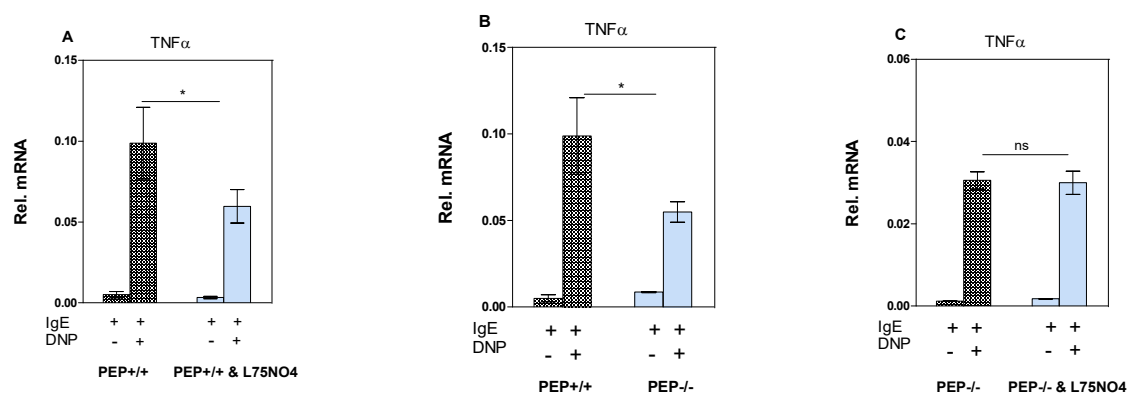 A
TNFα
0.15
*
0.10
Rel. mRNA
0.05
0.00
IgE + + + +
DNP - + - +
PEP+/+ PEP+/+ & L75NO4
B
TNFα
0.15
*
0.10
Rel. mRNA
0.05
0.00
IgE + + + +
DNP - + - +
PEP+/+ PEP-/-
C
TNFα
0.06
0.04
ns
Rel. mRNA
0.02
0.00
IgE + + + +
DNP - + - +
PEP-/- PEP-/- & L75NO4